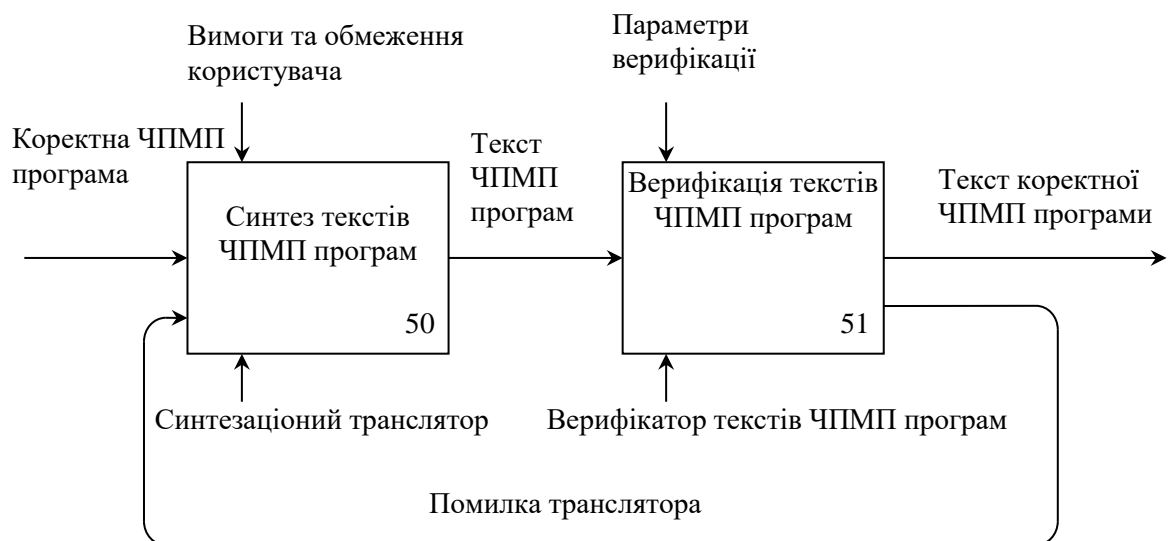 Вимоги та обмеження
користувача
Параметри
верифікації
Коректна ЧПМП
програма
Текст
ЧПМП
програм
Текст коректної
ЧПМП програми
Синтез текстів
ЧПМП програм
50
Верифікація текстів
ЧПМП програм
51
Синтезаціоний транслятор
Верифікатор текстів ЧПМП програм
Помилка транслятора